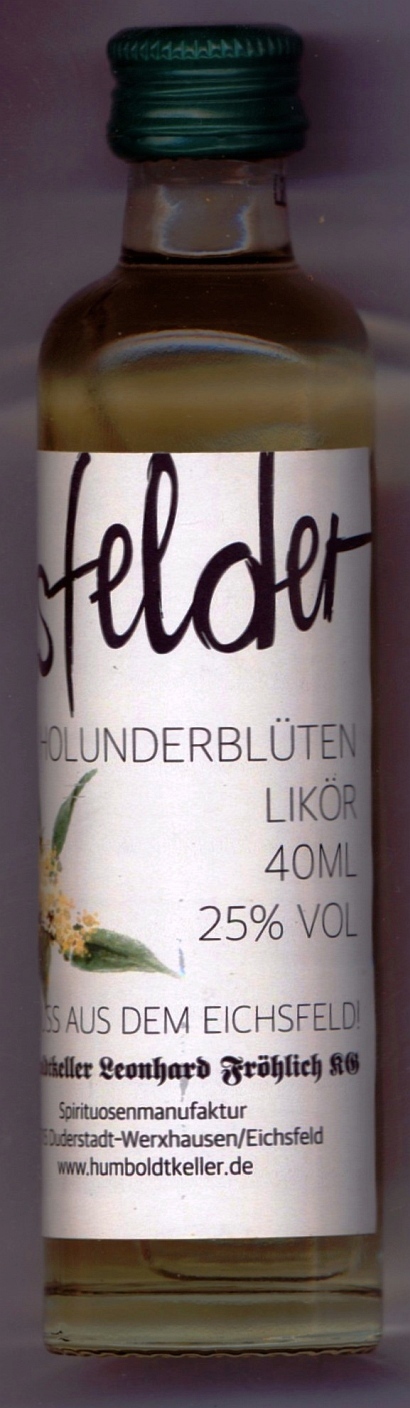 sfelder
HOLUNDERBLÜTEN
LIKÖR
40ML
25% VOL
SS AUS DEM EICHSFELD!
ldtkeller Leonhard Fröhlich KG
Spirituosenmanufaktur
Duderstadt-Werxhausen/Eichsfeld
www.humboldtkeller.de